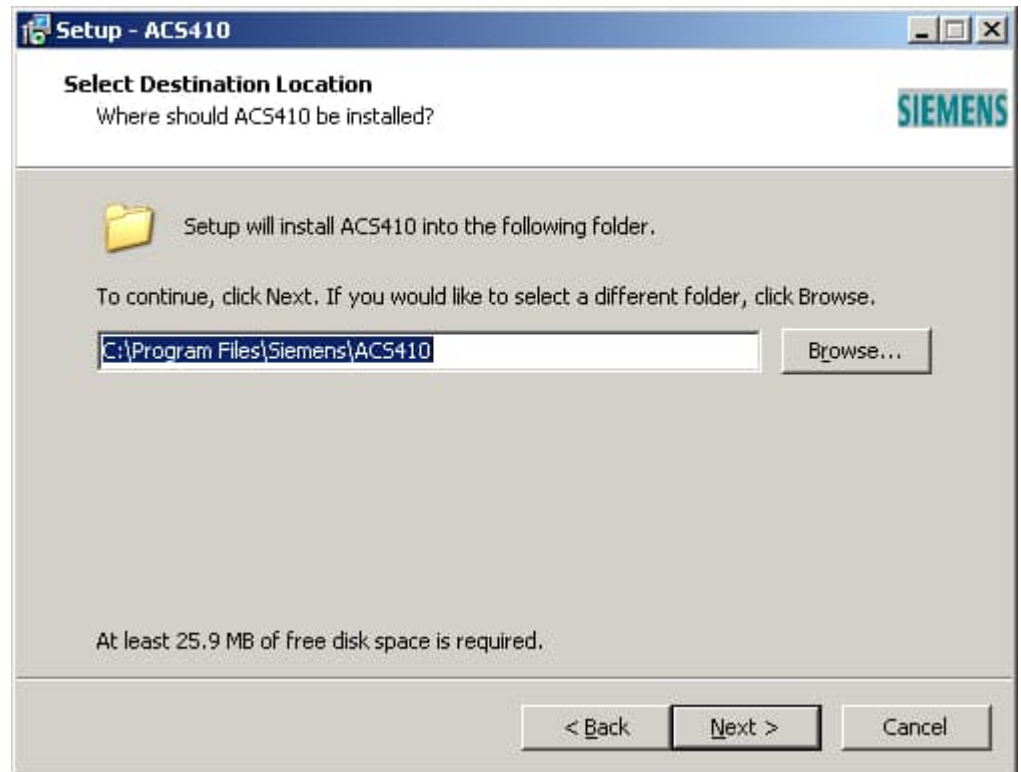 Setup - ACS410
Select Destination Location
Where should ACS410 be installed?
SIEMENS
Setup will install ACS410 into the following folder.
To continue, click Next. If you would like to select a different folder, click Browse.
C:\Program Files\Siemens\ACS410
Browse...
At least 25.9 MB of free disk space is required.
< Back
Next >
Cancel